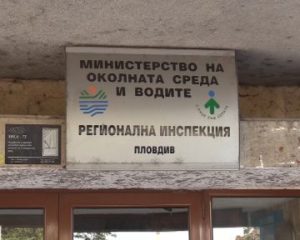 МИНИСТЕРСТВО НА
ОКОЛНАТА СРЕДА
И ВОДИТЕ
РЕГИОНАЛНА ИНСПЕКЦИЯ
ПЛОВДИВ